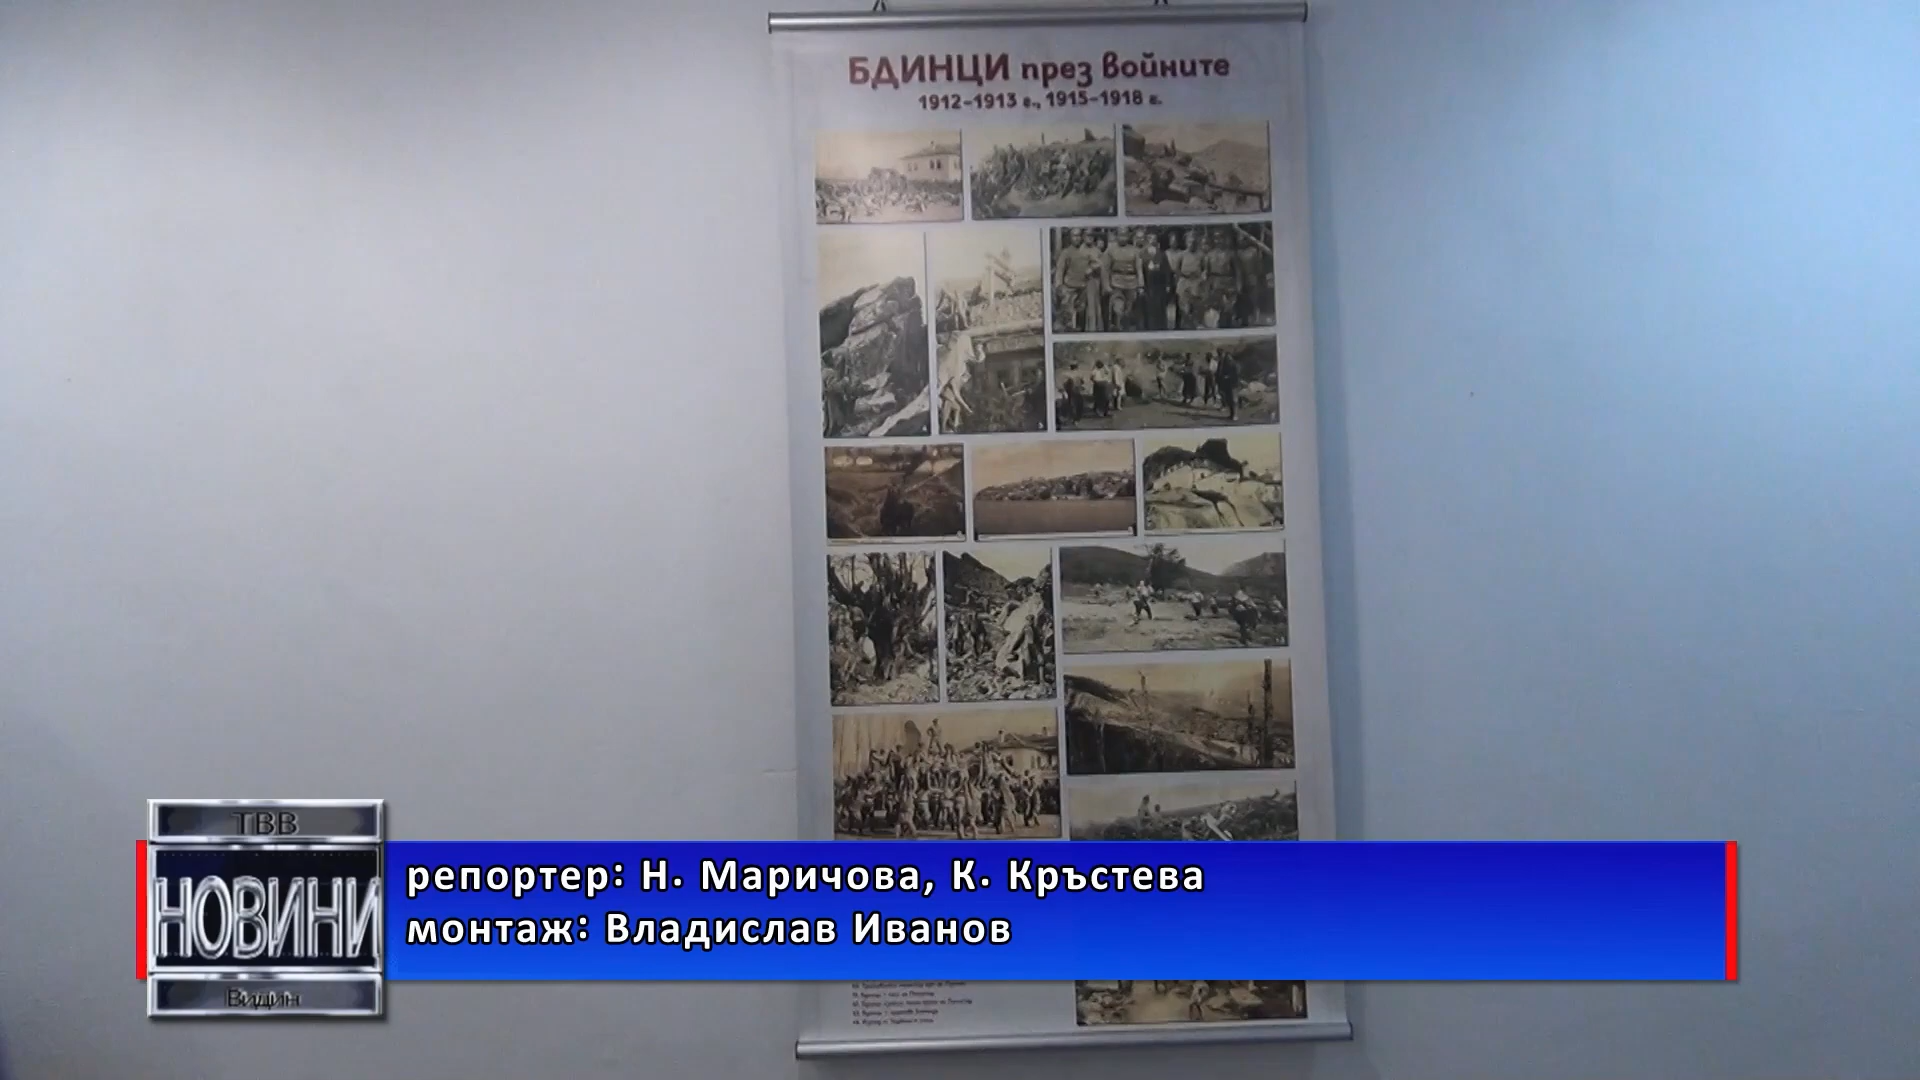 БДИНЦИ през войните
1912-1913 г., 1915-1918 г.
ТВВ
НОВИНИ
Видин
репортер: Н. Маричова, К. Кръстева
монтаж: Владислав Иванов